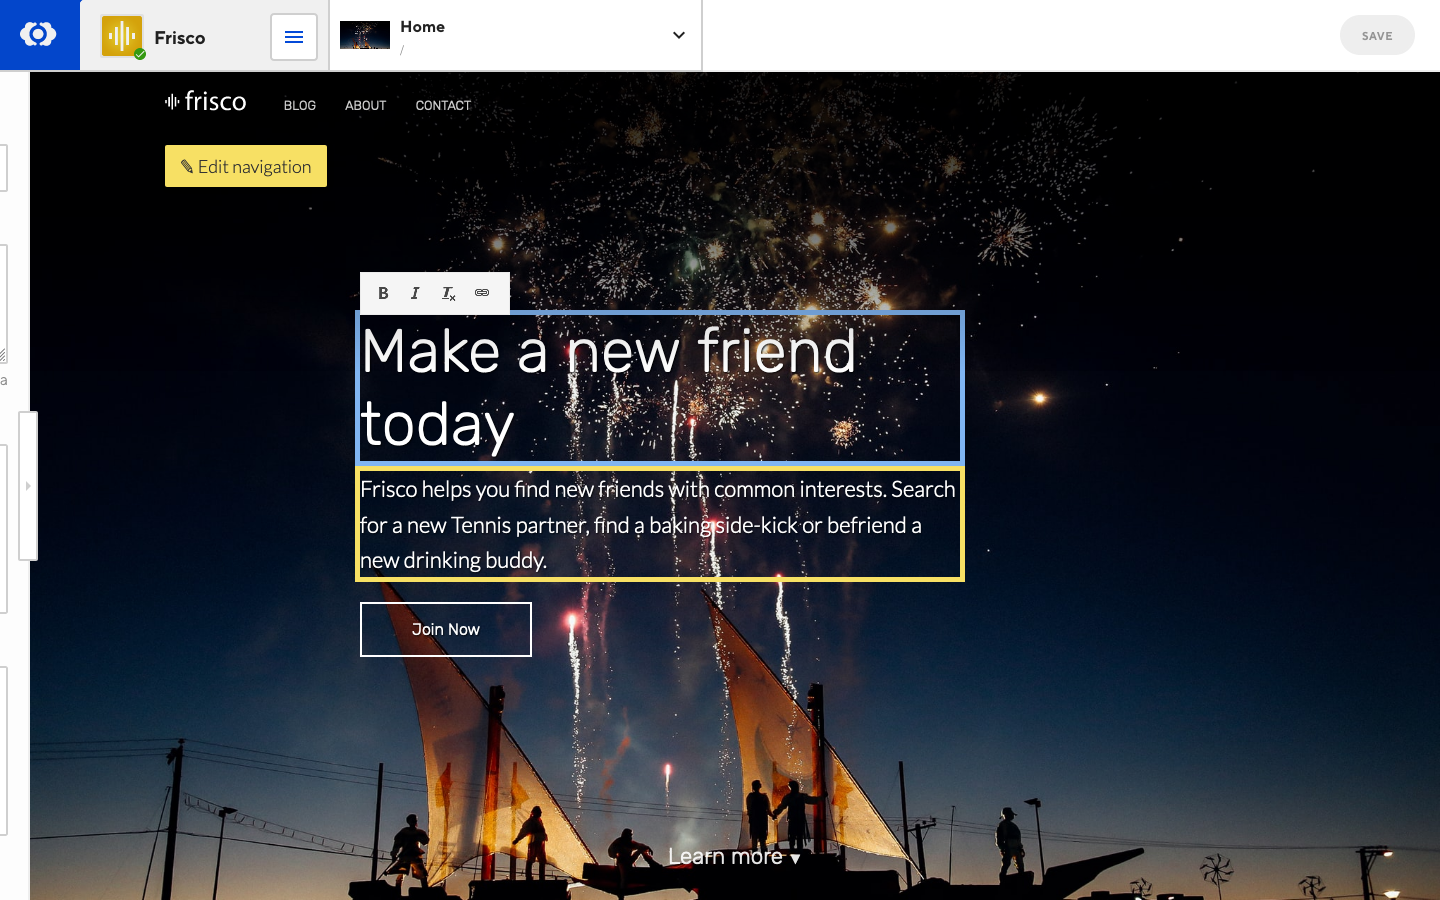 Frisco
Home
/
SAVE
frisco
BLOG
ABOUT
CONTACT
✎ Edit navigation
B I Tx
Make a new friend
today
Frisco helps you find new friends with common interests. Search
for a new Tennis partner, find a baking side-kick or befriend a
new drinking buddy.
Join Now
Learn more ▾
a